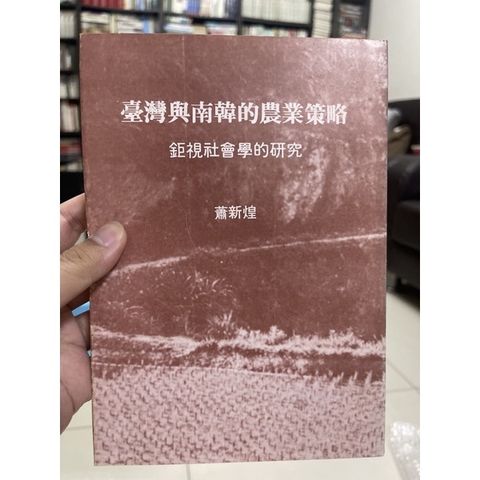 臺灣與南韓的農業策略
鉅視社會學的研究
蕭新煌